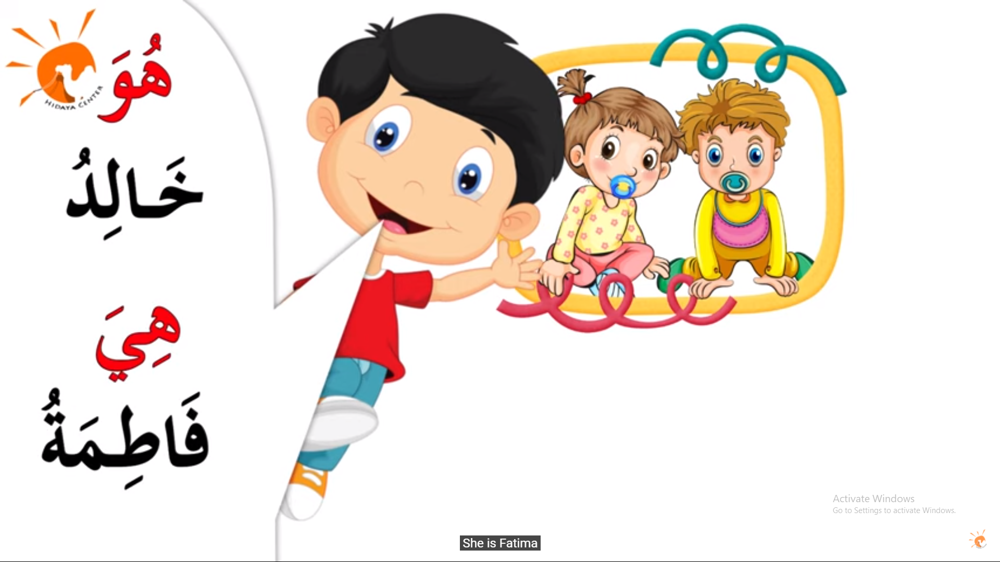 HIDAYA CENTER
هُوَ
خَالِدُ
هِيَ
فَاطِمَةُ
Activate Windows
Go to Settings to activate Windows.
She is Fatima